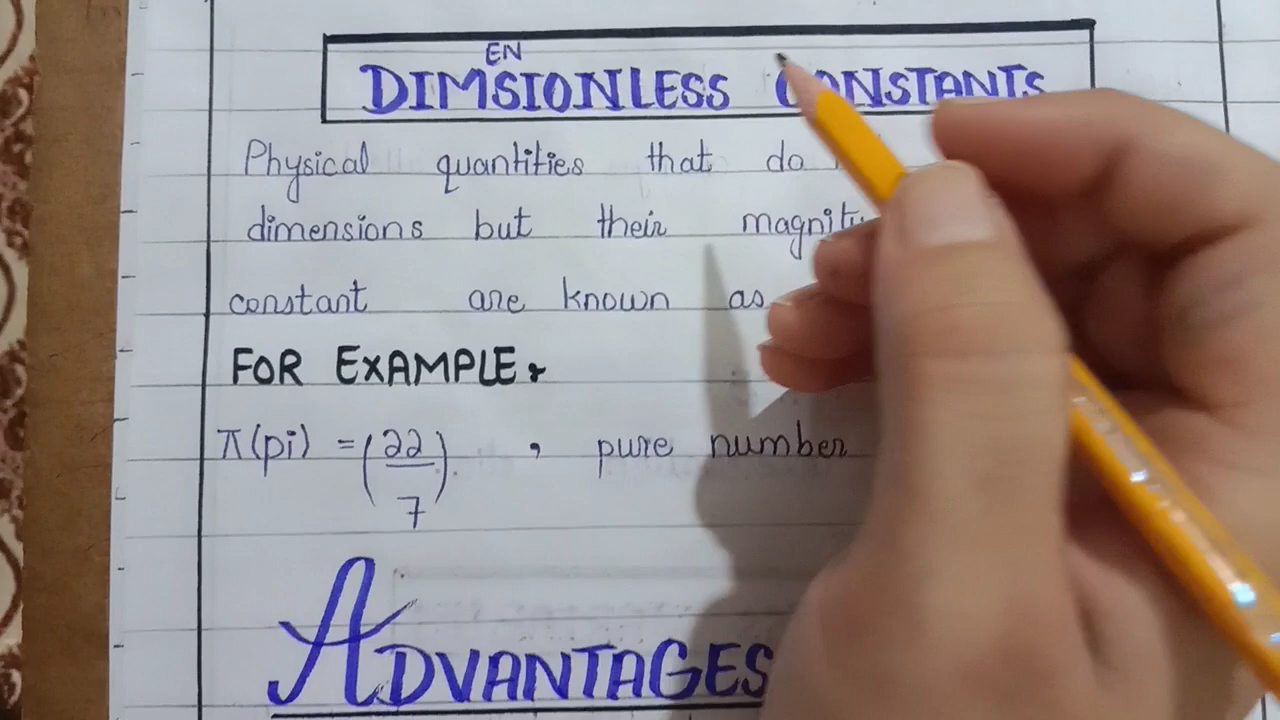 EN
DIMSIONLESS CONSTANTS
Physical quantities that do
dimensions but their
constant are known as
FOR EXAMPLE,
π(pi) = (22/7) , pure number
ADVANTAGES